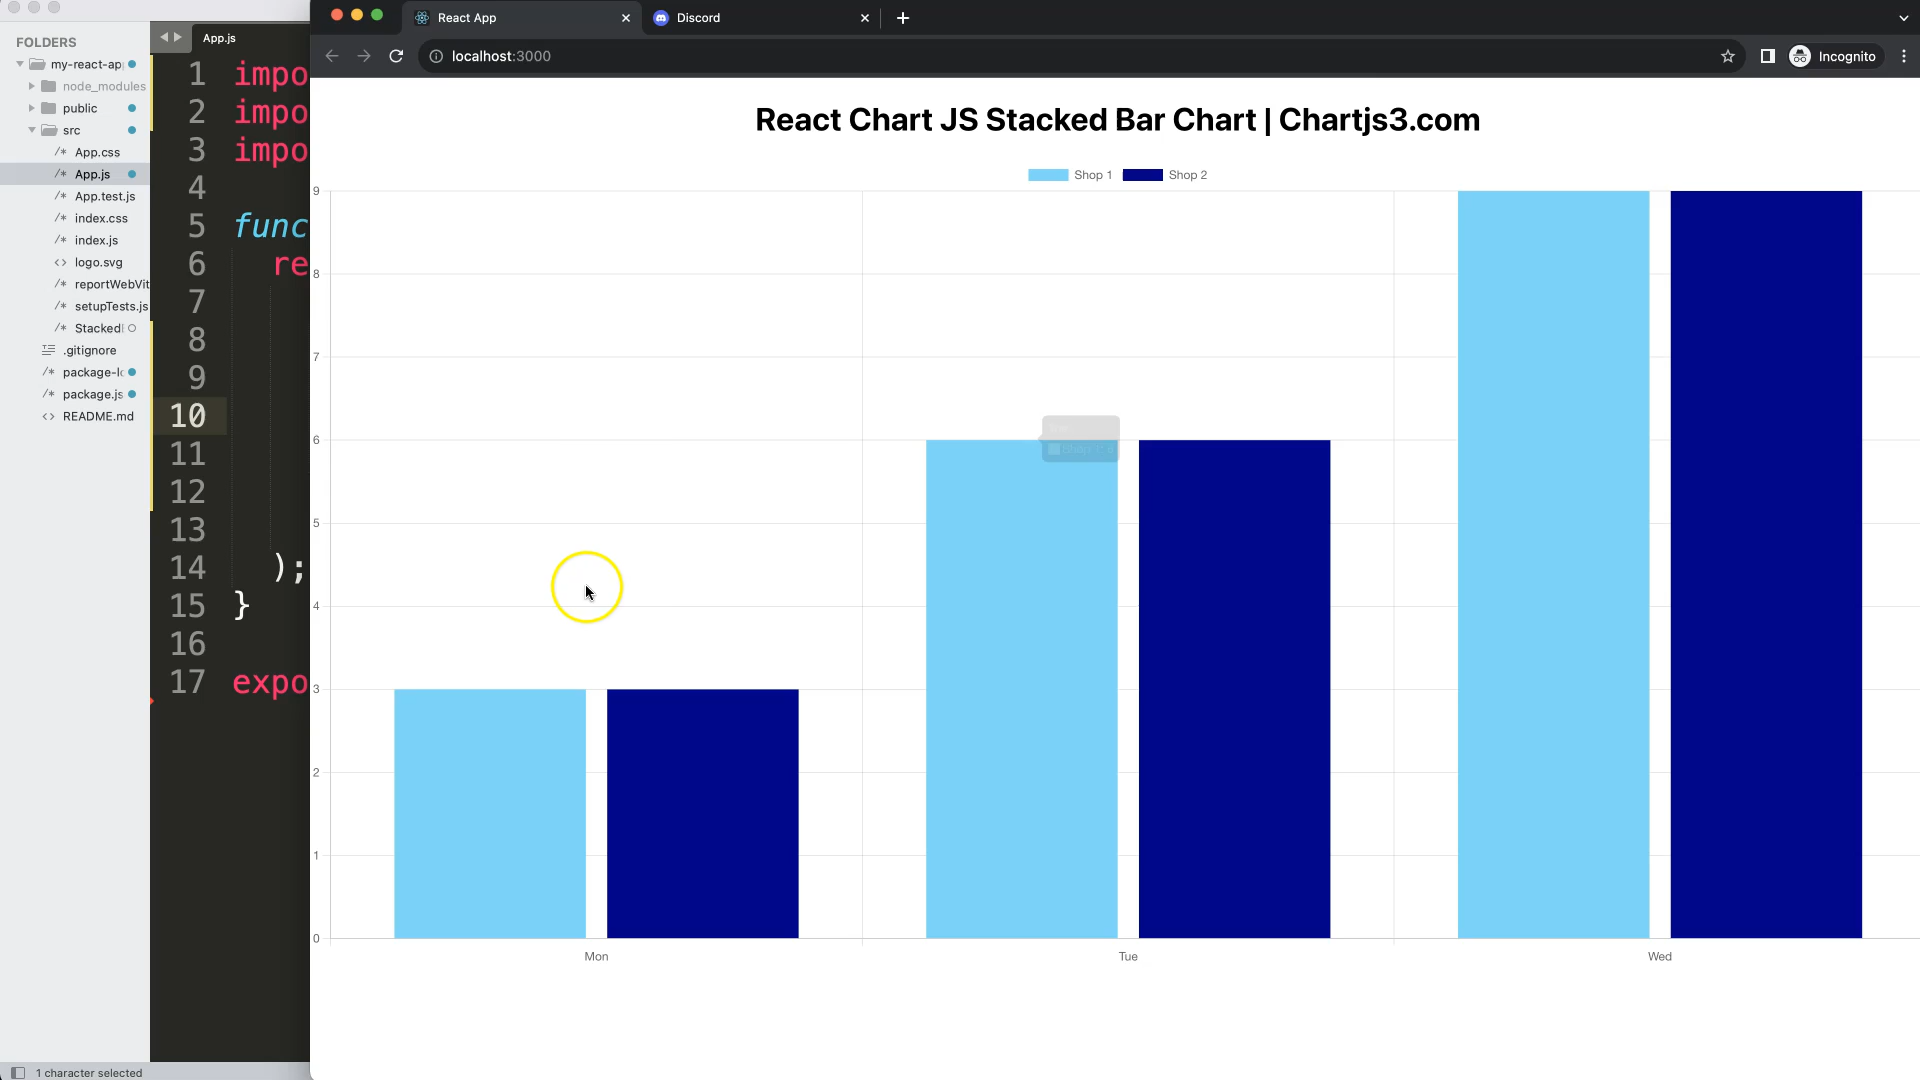 FOLDERS
my-react-ap
node_modules
public
src
/* App.css
/* App.js
/* App.test.js
/* index.css
/* index.js
<> logo.svg
/* reportWebVit
/* setupTests.js
/* Stacked
.gitignore
/* package-lo
/* package.js
<> README.md
1 character selected
App.js
1 impo
2 impo
3 impo
4
5 func
6 re
7
8
9
10
11
12
13
14 );
15 }
16
17 expo
React App
Discord
localhost:3000
Incognito
React Chart JS Stacked Bar Chart | Chartjs3.com
Shop 1 Shop 2
9
8
7
6
5
4
3
2
1
0
Mon Tue Wed